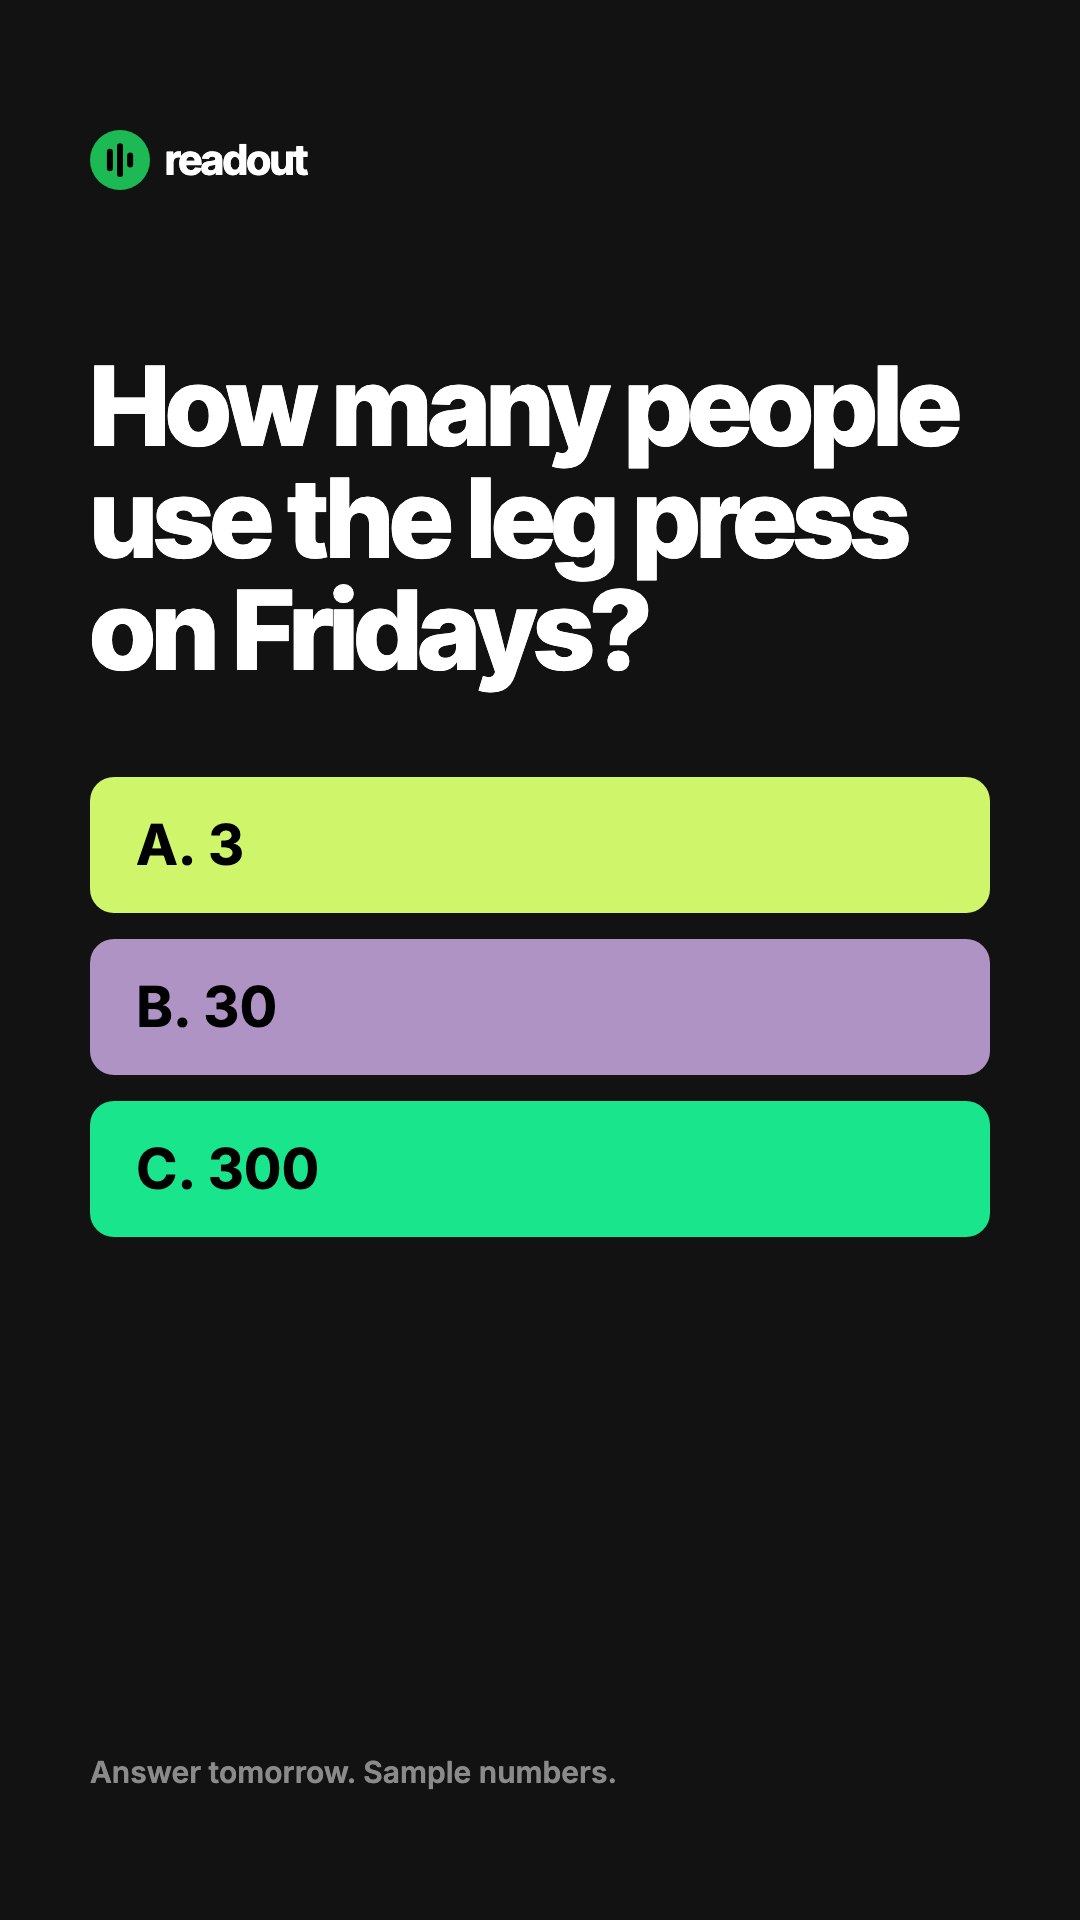 readout
How many people
use the leg press
on Fridays?
A. 3
B. 30
C. 300
Answer tomorrow. Sample numbers.